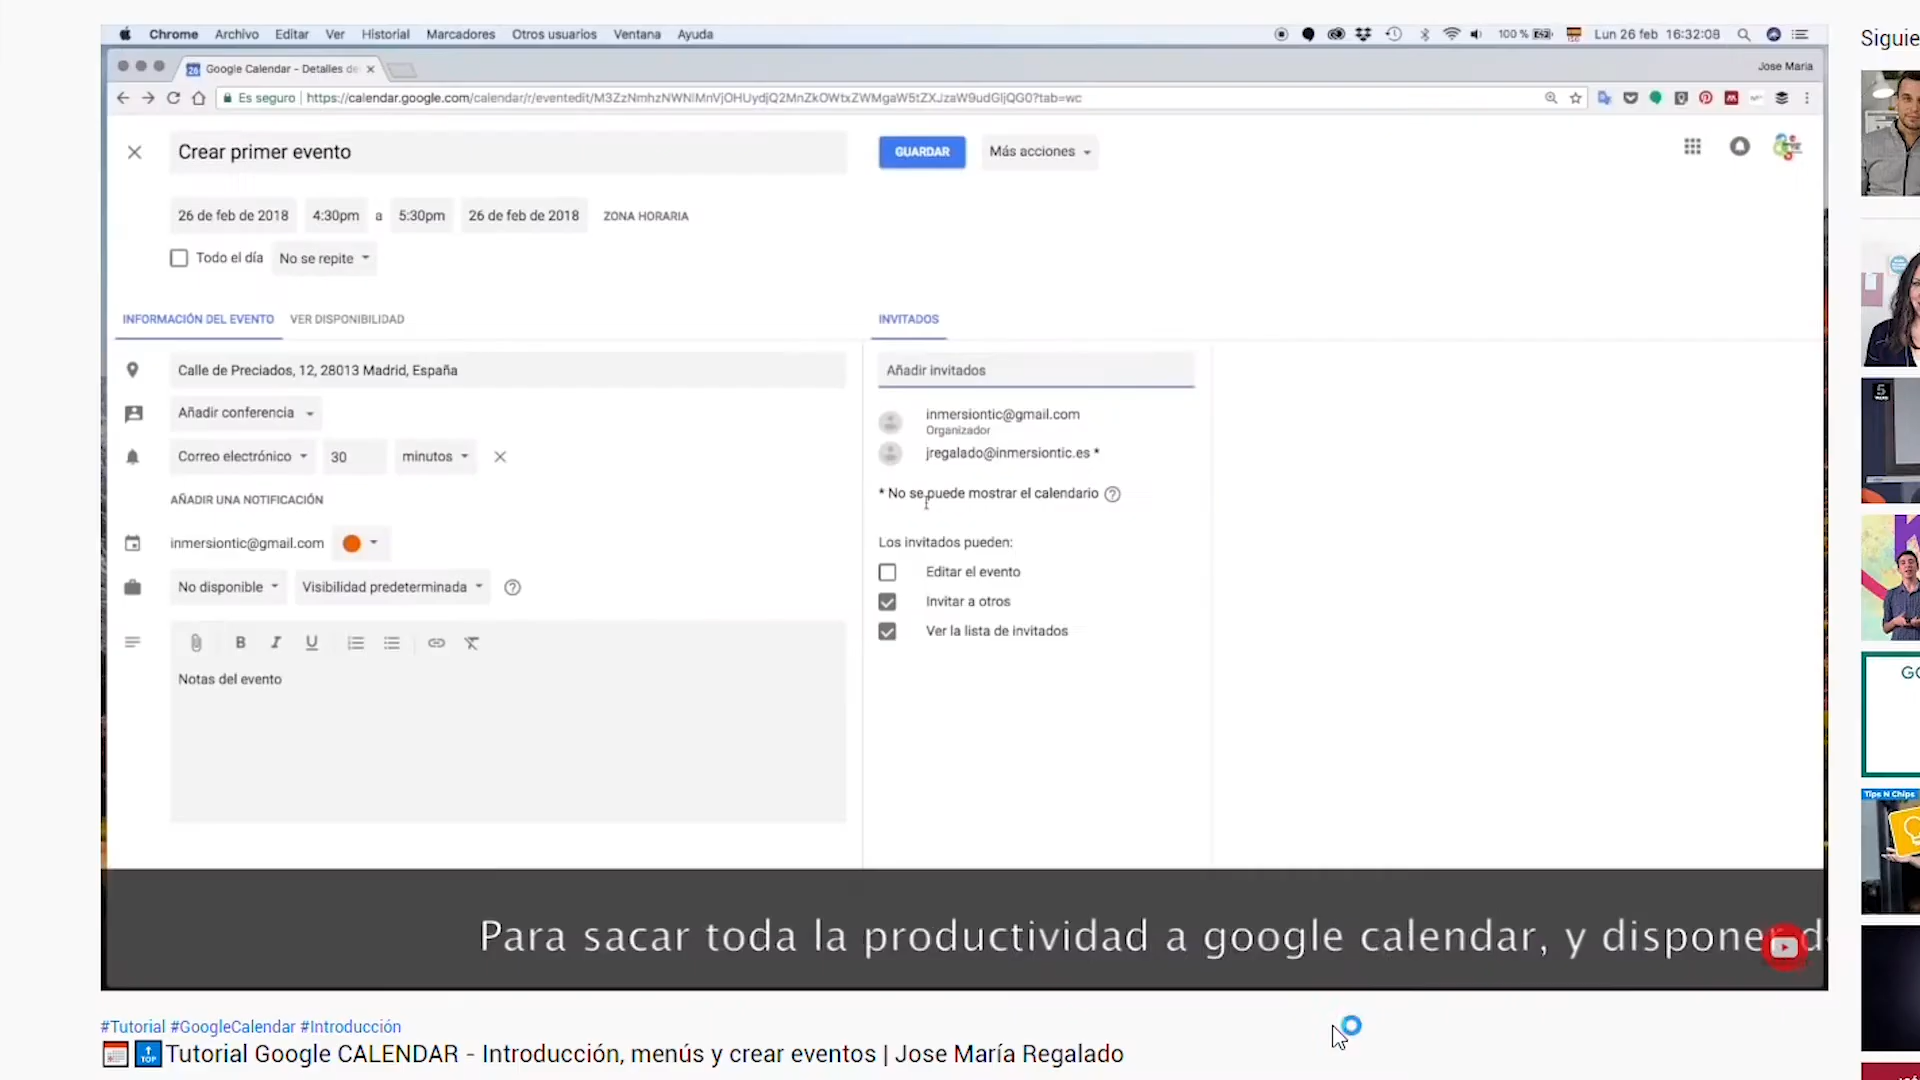 Chrome Archivo Editar Ver Historial Marcadores Otros usuarios Ventana Ayuda 100 % Lun 26 feb 16:32:08
Siguie
Google Calendar - Detalles de
Jose Maria
Es seguro https://calendar.google.com/calendar/r/eventedit/M3ZzNmhzNWNlMnVjOHUydjQ2MnZkOWtxZWMgaW5tZXJzaW9udGljQG0?tab=wc
Crear primer evento
GUARDAR Más acciones
26 de feb de 2018 4:30pm a 5:30pm 26 de feb de 2018 ZONA HORARIA
Todo el día No se repite
INFORMACIÓN DEL EVENTO VER DISPONIBILIDAD
INVITADOS
Calle de Preciados, 12, 28013 Madrid, España
Añadir conferencia
Correo electrónico 30 minutos
AÑADIR UNA NOTIFICACIÓN
inmersiontic@gmail.com
No disponible Visibilidad predeterminada
B I U
Notas del evento
Añadir invitados
inmersiontic@gmail.com
Organizador
jregalado@inmersiontic.es *
* No se puede mostrar el calendario
Los invitados pueden:
Editar el evento
Invitar a otros
Ver la lista de invitados
5
GO
Tips N Chips
Para sacar toda la productividad a google calendar, y disponer d
#Tutorial #GoogleCalendar #Introducción
TOP Tutorial Google CALENDAR - Introducción, menús y crear eventos | Jose María Regalado